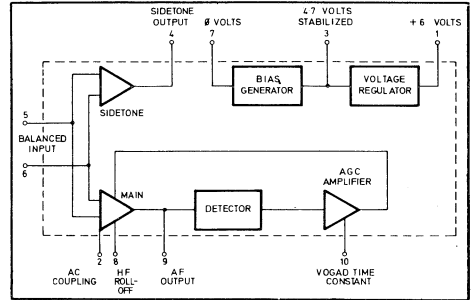 SIDETONE OUTPUT
4
Ø VOLTS
7
4 7 VOLTS STABILIZED
3
+ 6 VOLTS
1
BIAS GENERATOR
VOLTAGE REGULATOR
SIDETONE
5
BALANCED INPUT
6
MAIN
DETECTOR
AGC AMPLIFIER
2
8
9
10
AC COUPLING
HF ROLL-OFF
AF OUTPUT
VOGAD TIME CONSTANT